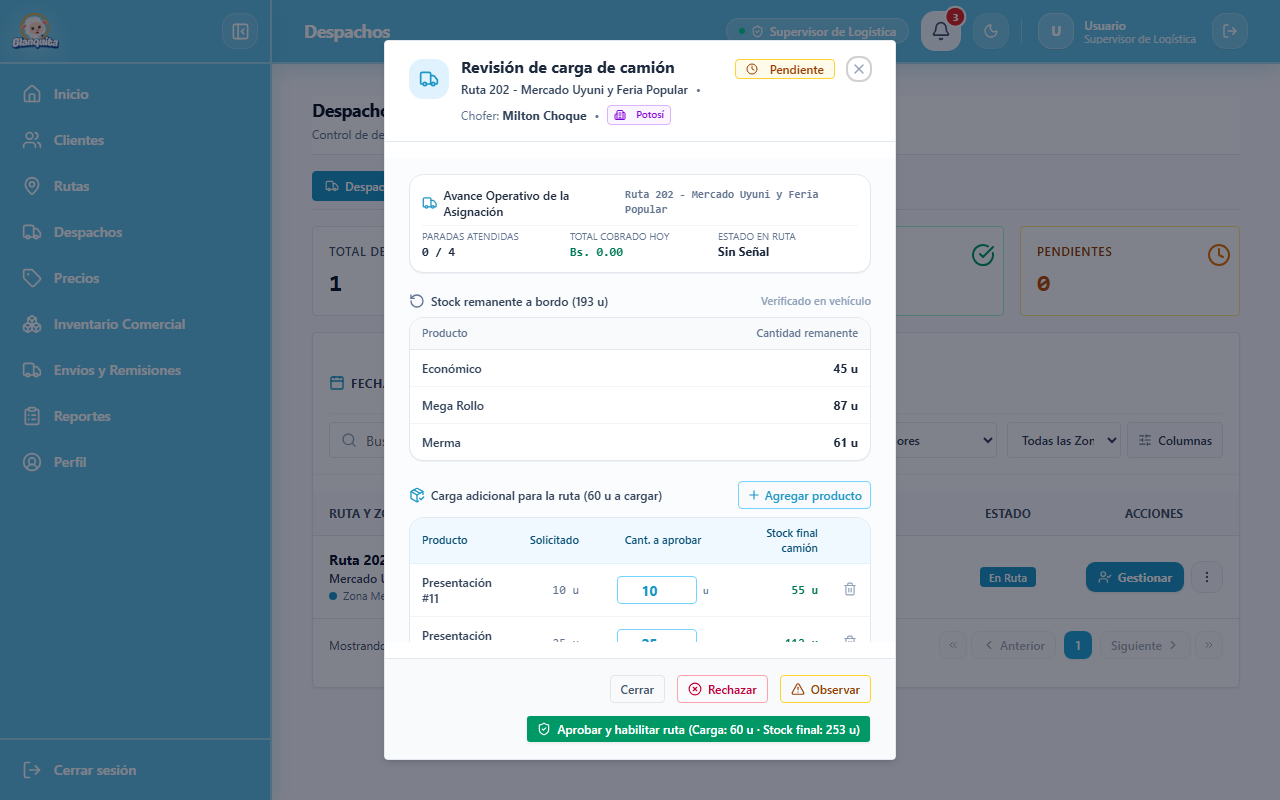 Blanquita
Despachos
Supervisor de Logística
3
U
Usuario
Supervisor de Logística
Inicio
Clientes
Rutas
Despachos
Precios
Inventario Comercial
Envios y Remisiones
Reportes
Perfil
Cerrar sesión
Despacho
Control de de
Despac
TOTAL DE
1
PENDIENTES
0
FECHA
Bus
ores
Todas las Zon
Columnas
RUTA Y ZO
ESTADO
ACCIONES
Ruta 202
Mercado U
Zona Me
En Ruta
Gestionar
Mostrando
«
Anterior
1
Siguiente
»
Revisión de carga de camión
Pendiente
Ruta 202 - Mercado Uyuni y Feria Popular •
Chofer: Milton Choque • Potosí
Avance Operativo de la Asignación
Ruta 202 - Mercado Uyuni y Feria Popular
PARADAS ATENDIDAS
0 / 4
TOTAL COBRADO HOY
Bs. 0.00
ESTADO EN RUTA
Sin Señal
Stock remanente a bordo (193 u)
Verificado en vehículo
Producto Cantidad remanente
Económico 45 u
Mega Rollo 87 u
Merma 61 u
Carga adicional para la ruta (60 u a cargar)
Agregar producto
Producto Solicitado Cant. a aprobar Stock final camión
Presentación #11 10 u 10 u 55 u
Presentación
Cerrar
Rechazar
Observar
Aprobar y habilitar ruta (Carga: 60 u · Stock final: 253 u)